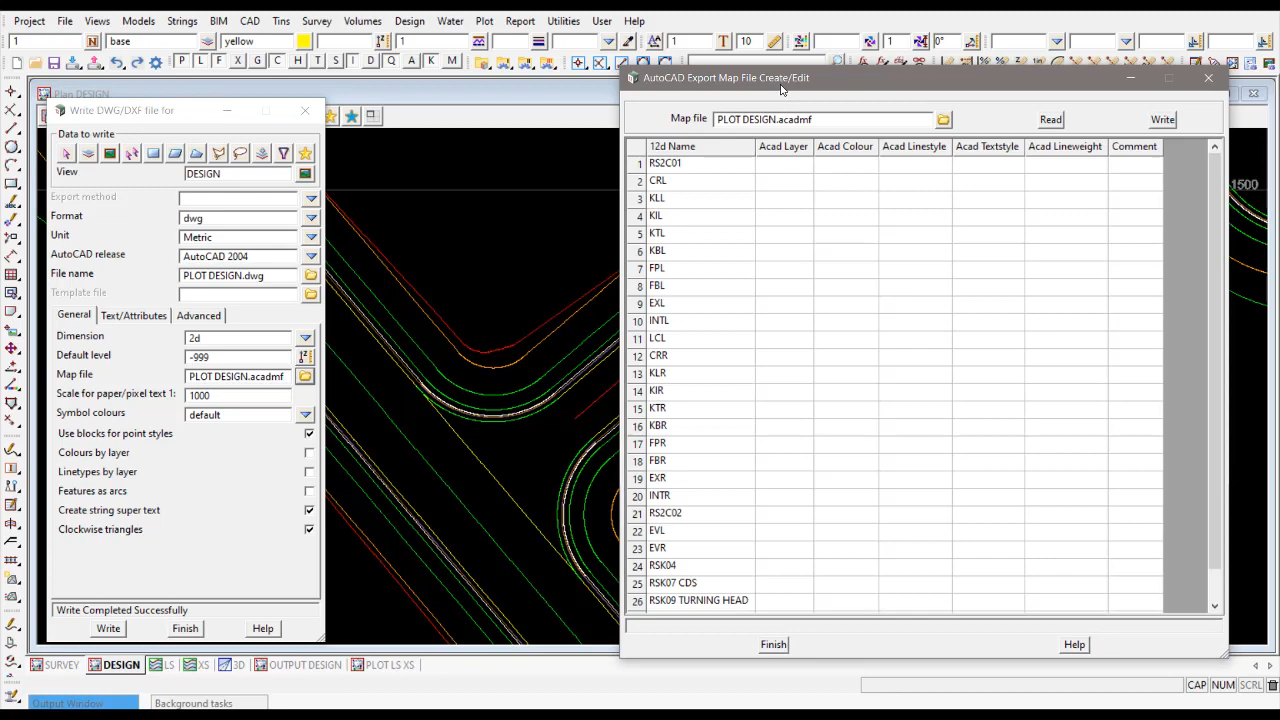 Project File Views Models Strings BIM CAD Tins Survey Volumes Design Water Plot Report Utilities User Help
1 N base yellow 1 1 T 10 1 0°
P L F X G C H T S I D Q A K M
Plan DESIGN
Write DWG/DXF file for
Data to write
View DESIGN
Export method
Format dwg
Unit Metric
AutoCAD release AutoCAD 2004
File name PLOT DESIGN.dwg
Template file
General Text/Attributes Advanced
Dimension 2d
Default level -999
Map file PLOT DESIGN.acadmf
Scale for paper/pixel text 1: 1000
Symbol colours default
Use blocks for point styles
Colours by layer
Linetypes by layer
Features as arcs
Create string super text
Clockwise triangles
Write Completed Successfully
Write Finish Help
AutoCAD Export Map File Create/Edit
Map file PLOT DESIGN.acadmf Read Write
12d Name Acad Layer Acad Colour Acad Linestyle Acad Textstyle Acad Lineweight Comment
1 RS2C01
2 CRL
3 KLL
4 KIL
5 KTL
6 KBL
7 FPL
8 FBL
9 EXL
10 INTL
11 LCL
12 CRR
13 KLR
14 KIR
15 KTR
16 KBR
17 FPR
18 FBR
19 EXR
20 INTR
21 RS2C02
22 EVL
23 EVR
24 RSK04
25 RSK07 CDS
26 RSK09 TURNING HEAD
Finish Help
1500
SURVEY DESIGN LS XS 3D OUTPUT DESIGN PLOT LS XS
CAP NUM SCRL
Output Window Background tasks